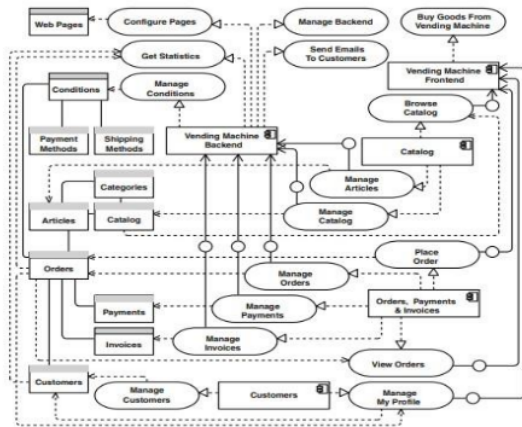 Web Pages
Configure Pages
Manage Backend
Buy Goods From
Vending Machine
Get Statistics
Send Emails
To Customers
Conditions
Manage
Conditions
Vending Machine
Frontend
Browse
Catalog
Payment
Methods
Shipping
Methods
Vending Machine
Backend
Catalog
Categories
Manage
Articles
Articles
Catalog
Manage
Catalog
Place
Order
Orders
Manage
Orders
Payments
Manage
Payments
Orders, Payments
& Invoices
Invoices
Manage
Invoices
View Orders
Customers
Manage
Customers
Customers
Manage
My Profile